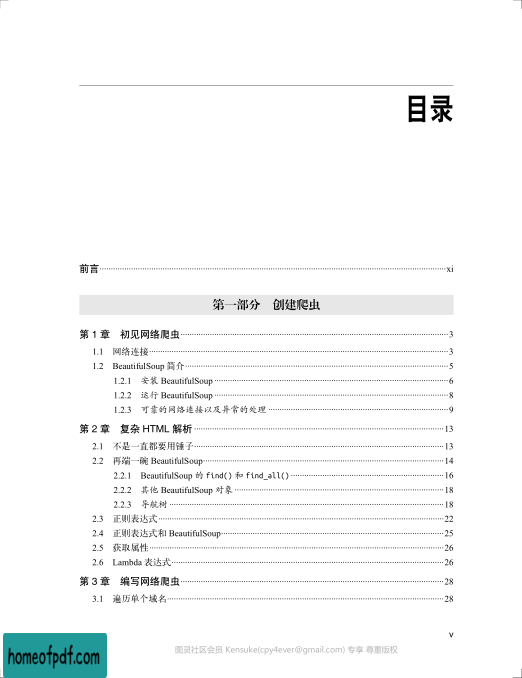 目录
前言 xi
第一部分 创建爬虫
第 1 章 初见网络爬虫 3
1.1 网络连接 3
1.2 BeautifulSoup 简介 5
1.2.1 安装 BeautifulSoup 6
1.2.2 运行 BeautifulSoup 8
1.2.3 可靠的网络连接以及异常的处理 9
第 2 章 复杂 HTML 解析 13
2.1 不是一直都要用锤子 13
2.2 再端一碗 BeautifulSoup 14
2.2.1 BeautifulSoup 的 find() 和 find_all() 16
2.2.2 其他 BeautifulSoup 对象 18
2.2.3 导航树 18
2.3 正则表达式 22
2.4 正则表达式和 BeautifulSoup 25
2.5 获取属性 26
2.6 Lambda 表达式 26
第 3 章 编写网络爬虫 28
3.1 遍历单个域名 28
v
图灵社区会员 Kensuke(cpy4ever@gmail.com) 专享 尊重版权
homeofpdf.com